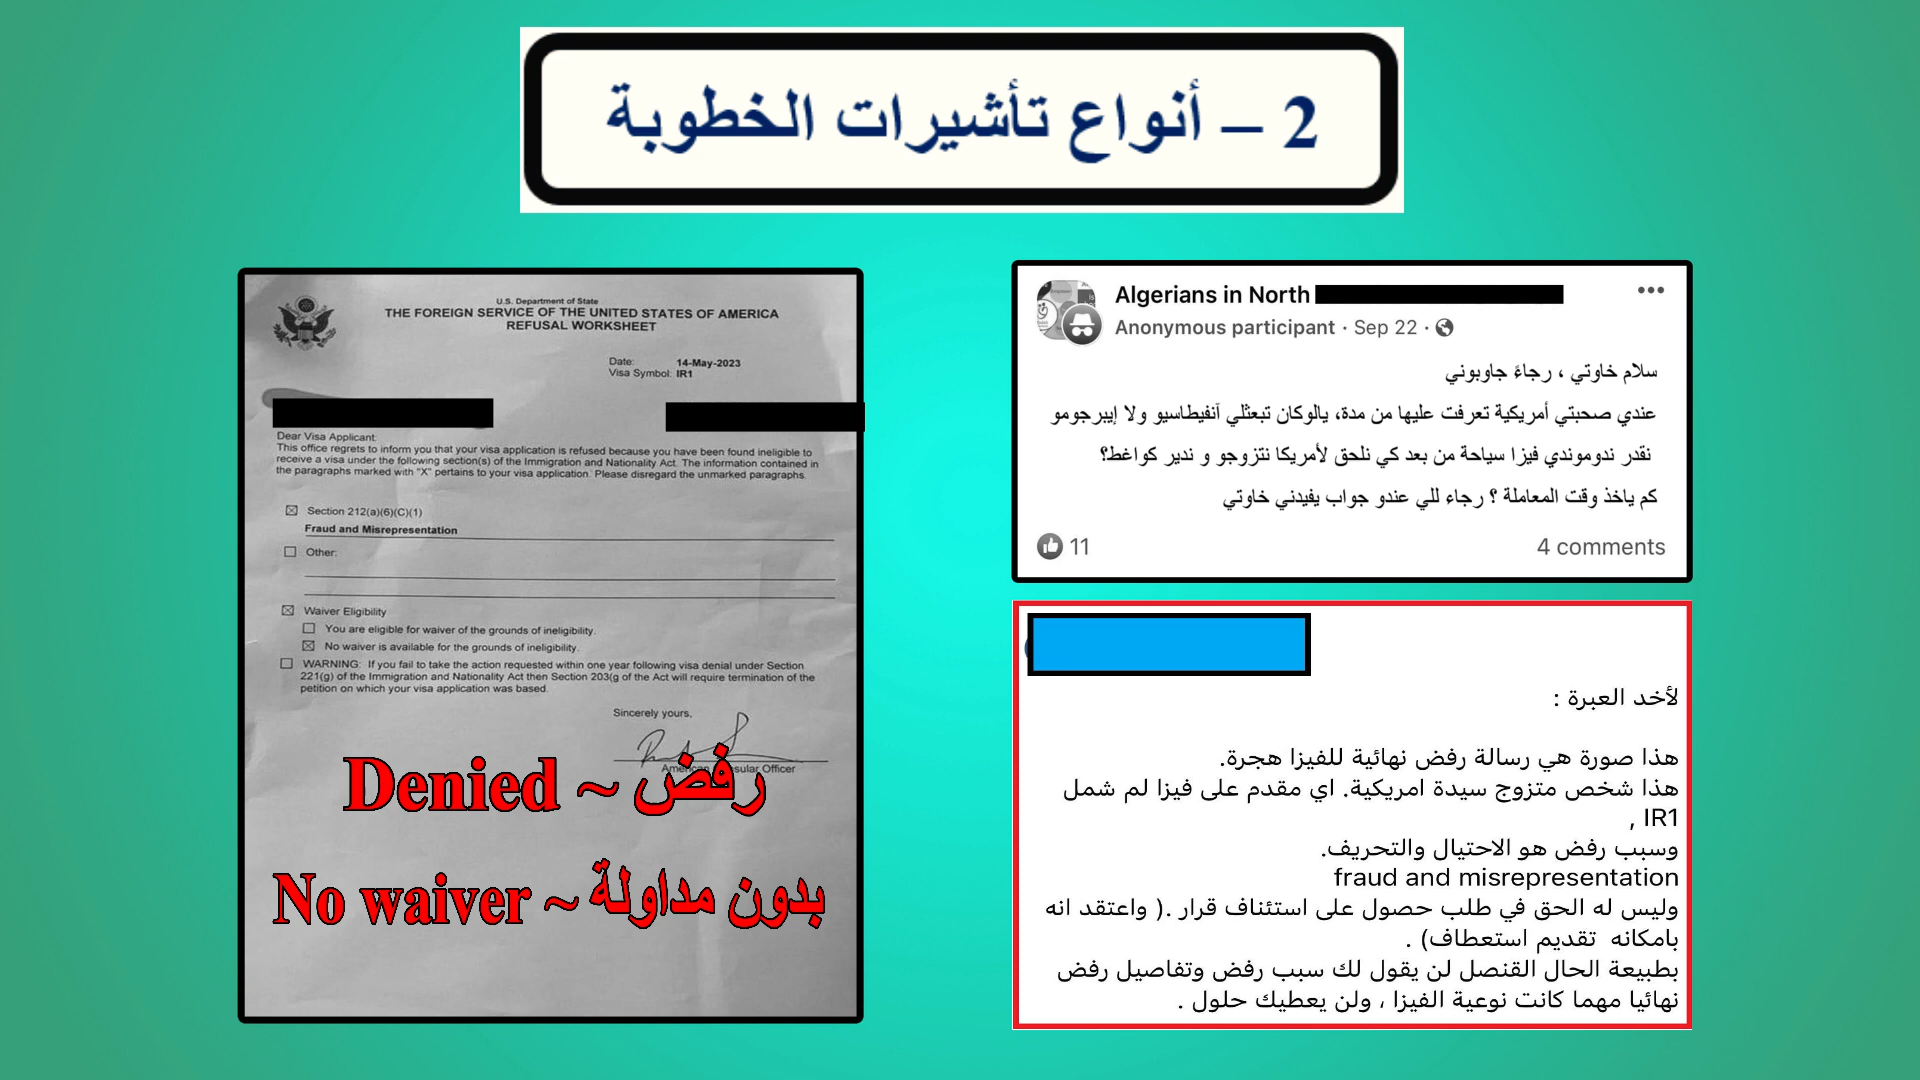 2 – أنواع تأشيرات الخطوبة
U.S. Department of State
THE FOREIGN SERVICE OF THE UNITED STATES OF AMERICA
REFUSAL WORKSHEET
Date: 14-May-2023
Visa Symbol: IR1
Dear Visa Applicant:
This office regrets to inform you that your visa application is refused because you have been found ineligible to
receive a visa under the following section(s) of the Immigration and Nationality Act. The information contained in
the paragraphs marked with "X" pertains to your visa application. Please disregard the unmarked paragraphs.
Section 212(a)(6)(C)(1)
Fraud and Misrepresentation
Other:
Waiver Eligibility
You are eligible for waiver of the grounds of ineligibility.
No waiver is available for the grounds of ineligibility.
WARNING: If you fail to take the action requested within one year following visa denial under Section
221(g) of the Immigration and Nationality Act then Section 203(g of the Act will require termination of the
petition on which your visa application was based.
Sincerely yours,
American Consular Officer
Denied ~ رفض
No waiver ~ بدون مداولة
Algerians in North
Anonymous participant · Sep 22 ·
سلام خاوتي ، رجاءً جاوبوني
عندي صحبتي أمريكية تعرفت عليها من مدة، يالوكان تبعثلي آنفيطاسيو ولا إيبرجومو
نقدر ندوموندي فيزا سياحة من بعد كي نلحق لأمريكا نتزوجو و ندير كواغط؟
كم ياخذ وقت المعاملة ؟ رجاء للي عندو جواب يفيدني خاوتي
11
4 comments
لأخد العبرة :
هذا صورة هي رسالة رفض نهائية للفيزا هجرة.
هذا شخص متزوج سيدة امريكية. اي مقدم على فيزا لم شمل
IR1 ,
وسبب رفض هو الاحتيال والتحريف.
fraud and misrepresentation
وليس له الحق في طلب حصول على استئناف قرار .( واعتقد انه
بامكانه تقديم استعطاف) .
بطبيعة الحال القنصل لن يقول لك سبب رفض وتفاصيل رفض
نهائيا مهما كانت نوعية الفيزا ، ولن يعطيك حلول .